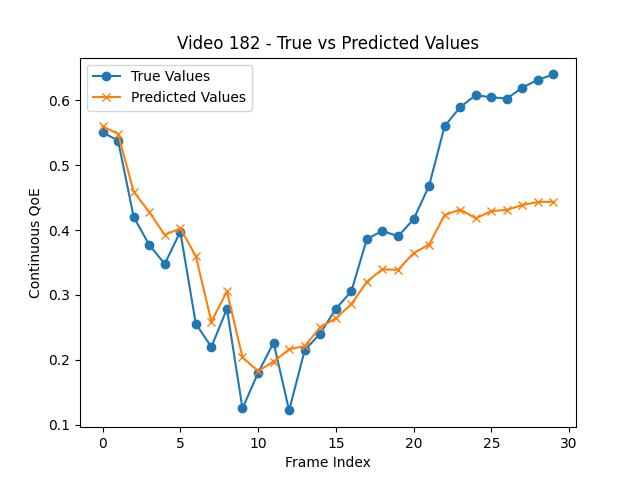 Video 182 - True vs Predicted Values
True Values
Predicted Values
Continuous QoE
0.6
0.5
0.4
0.3
0.2
0.1
0 5 10 15 20 25 30
Frame Index